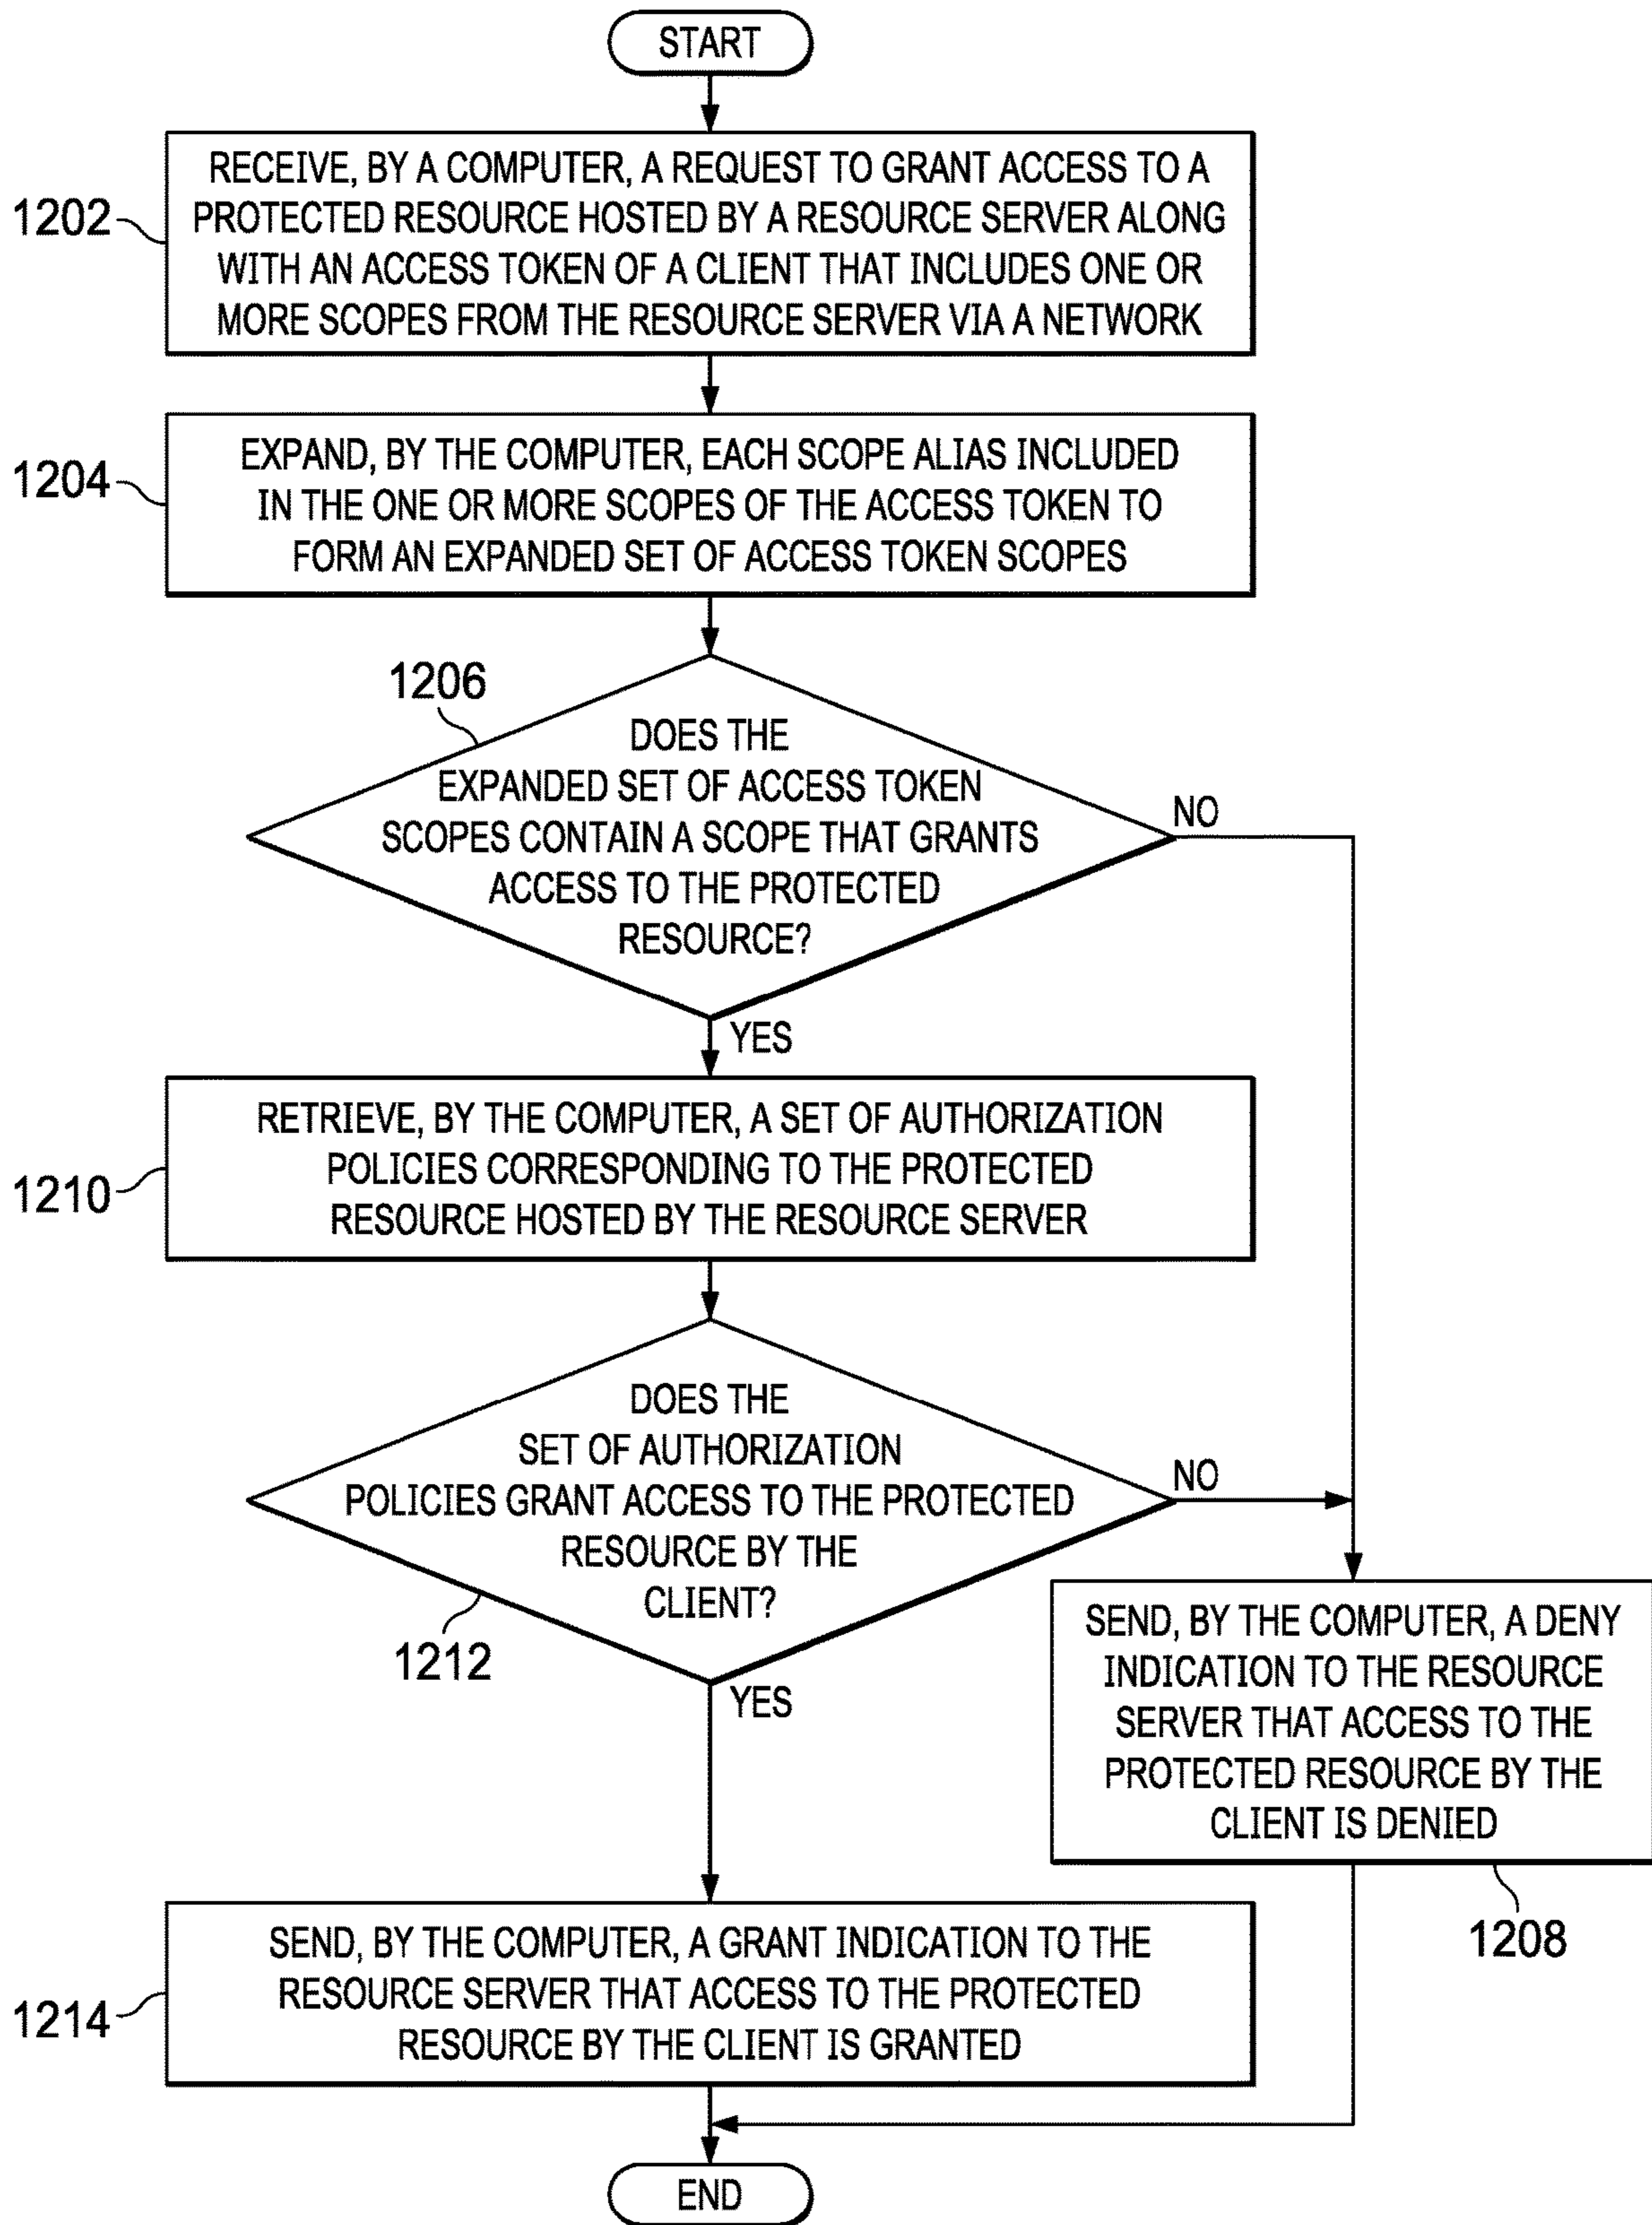 START
RECEIVE, BY A COMPUTER, A REQUEST TO GRANT ACCESS TO A
PROTECTED RESOURCE HOSTED BY A RESOURCE SERVER ALONG
WITH AN ACCESS TOKEN OF A CLIENT THAT INCLUDES ONE OR
MORE SCOPES FROM THE RESOURCE SERVER VIA A NETWORK
1202
EXPAND, BY THE COMPUTER, EACH SCOPE ALIAS INCLUDED
IN THE ONE OR MORE SCOPES OF THE ACCESS TOKEN TO
FORM AN EXPANDED SET OF ACCESS TOKEN SCOPES
1204
1206
DOES THE
EXPANDED SET OF ACCESS TOKEN
SCOPES CONTAIN A SCOPE THAT GRANTS
ACCESS TO THE PROTECTED
RESOURCE?
NO
YES
RETRIEVE, BY THE COMPUTER, A SET OF AUTHORIZATION
POLICIES CORRESPONDING TO THE PROTECTED
RESOURCE HOSTED BY THE RESOURCE SERVER
1210
DOES THE
SET OF AUTHORIZATION
POLICIES GRANT ACCESS TO THE PROTECTED
RESOURCE BY THE
CLIENT?
NO
1212
YES
SEND, BY THE COMPUTER, A DENY
INDICATION TO THE RESOURCE
SERVER THAT ACCESS TO THE
PROTECTED RESOURCE BY THE
CLIENT IS DENIED
1208
SEND, BY THE COMPUTER, A GRANT INDICATION TO THE
RESOURCE SERVER THAT ACCESS TO THE PROTECTED
RESOURCE BY THE CLIENT IS GRANTED
1214
END